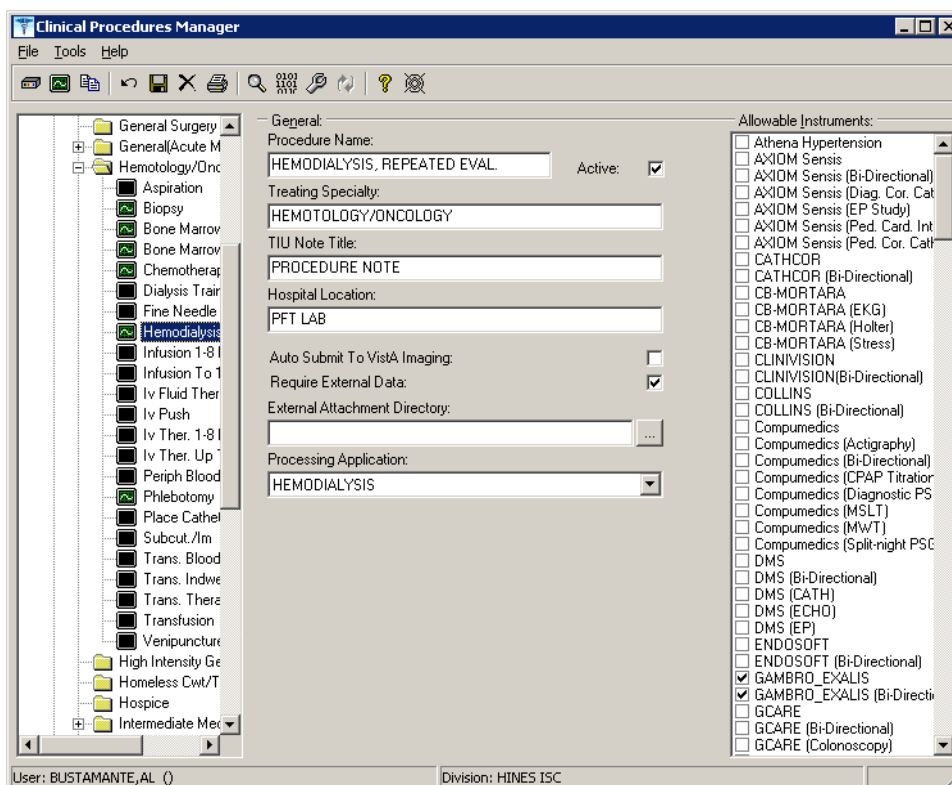 Clinical Procedures Manager
File Tools Help
General Surgery
General(Acute M
Hemotology/Onc
Aspiration
Biopsy
Bone Marrow
Bone Marrow
Chemotherap
Dialysis Train
Fine Needle
Hemodialysis
Infusion 1-8 
Infusion To 1
Iv Fluid Ther
Iv Push
Iv Ther. 1-8 
Iv Ther. Up 
Periph Blood
Phlebotomy
Place Cathet
Subcut./Im
Trans. Blood
Trans. Indwe
Trans. Thera
Transfusion
Venipuncture
High Intensity Ge
Homeless Cwt/T
Hospice
Intermediate Med
General:
Procedure Name:
HEMODIALYSIS, REPEATED EVAL.
Active:
Treating Specialty:
HEMOTOLOGY/ONCOLOGY
TIU Note Title:
PROCEDURE NOTE
Hospital Location:
PFT LAB
Auto Submit To VistA Imaging:
Require External Data:
External Attachment Directory:
...
Processing Application:
HEMODIALYSIS
Allowable Instruments:
Athena Hypertension
AXIOM Sensis
AXIOM Sensis (Bi-Directional)
AXIOM Sensis (Diag. Cor. Cat
AXIOM Sensis (EP Study)
AXIOM Sensis (Ped. Card. Int
AXIOM Sensis (Ped. Cor. Cath
CATHCOR
CATHCOR (Bi-Directional)
CB-MORTARA
CB-MORTARA (EKG)
CB-MORTARA (Holter)
CB-MORTARA (Stress)
CLINIVISION
CLINIVISION(Bi-Directional)
COLLINS
COLLINS (Bi-Directional)
Compumedics
Compumedics (Actigraphy)
Compumedics (Bi-Directional)
Compumedics (CPAP Titration
Compumedics (Diagnostic PS
Compumedics (MSLT)
Compumedics (MWT)
Compumedics (Split-night PSG
DMS
DMS (Bi-Directional)
DMS (CATH)
DMS (ECHO)
DMS (EP)
ENDOSOFT
ENDOSOFT (Bi-Directional)
GAMBRO_EXALIS
GAMBRO_EXALIS (Bi-Directi
GCARE
GCARE (Bi-Directional)
GCARE (Colonoscopy)
User: BUSTAMANTE,AL ()
Division: HINES ISC